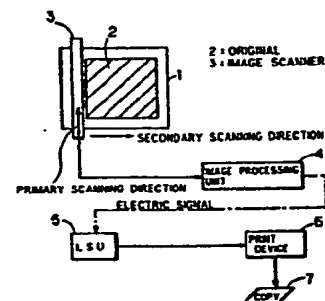 3
2
2 : ORIGINAL
3 : IMAGE SCANNER
1
SECONDARY SCANNING DIRECTION
4
PRIMARY SCANNING DIRECTION
IMAGE PROCESSING
UNIT
ELECTRIC SIGNAL
5
6
LSU
PRINT
DEVICE
7
COPY